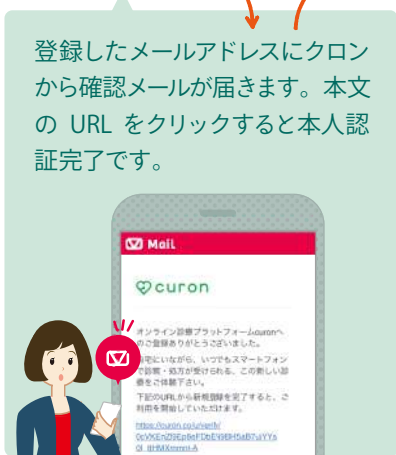 登録したメールアドレスにクロン
から確認メールが届きます。本文
の URL をクリックすると本人認
証完了です。
Mail
curon
オンライン診療プラットフォームcuronへ
のご登録ありがとうございました。
宅にいながら、いつでもスマートフォン
で診察・処方が受けられる、この新しい診
療をご体験下さい。
下記のURLから新規登録を完了すると、ご
利用を開始していただけます。